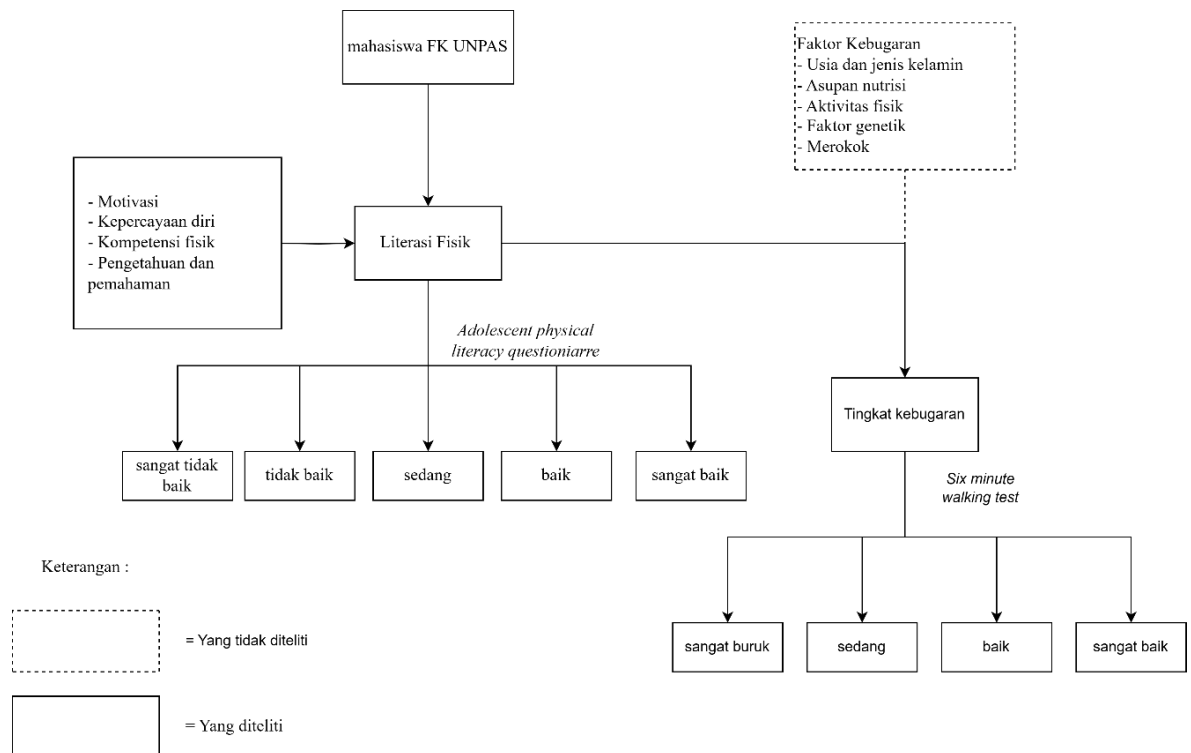 mahasiswa FK UNPAS
Faktor Kebugaran
- Usia dan jenis kelamin
- Asupan nutrisi
- Aktivitas fisik
- Faktor genetik
- Merokok
- Motivasi
- Kepercayaan diri
- Kompetensi fisik
- Pengetahuan dan
pemahaman
Literasi Fisik
Adolescent physical
literacy questioniarre
Tingkat kebugaran
sangat tidak
baik
tidak baik
sedang
baik
sangat baik
Six minute
walking test
Keterangan :
= Yang tidak diteliti
sangat buruk
sedang
baik
sangat baik
= Yang diteliti